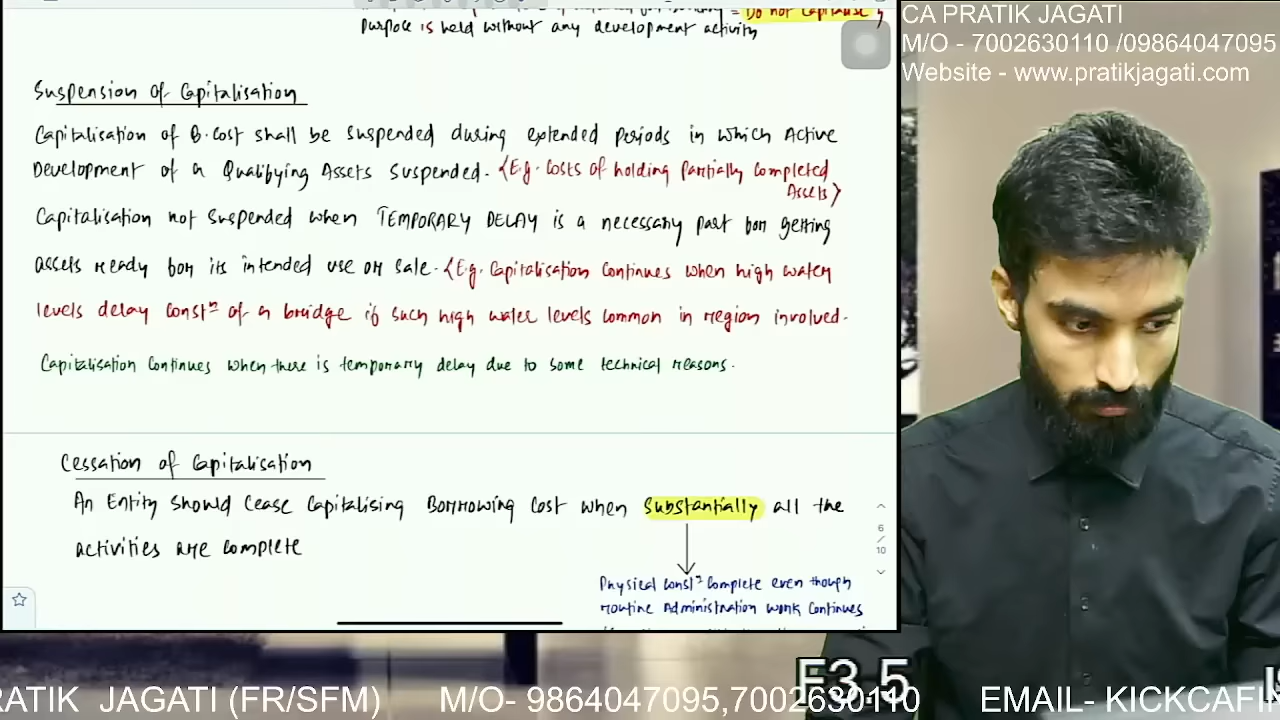 Do not capitalise
purpose is held without any development activity
Suspension of Capitalisation
Capitalisation of B.Cost shall be suspended during extended periods in which Active
Development of a Qualifying Assets Suspended. {E.g. Costs of holding partially completed
Assets}
Capitalisation not suspended when TEMPORARY DELAY is a necessary part for getting
assets ready for its intended use or sale. {E.g. Capitalisation continues when high water
levels delay constⁿ of a bridge if such high water levels common in region involved.
Capitalisation continues when there is temporary delay due to some technical reasons.
Cessation of Capitalisation
An Entity should cease capitalising Borrowing Cost when substantially all the
activities are complete
Physical constⁿ complete even though
routine Administration work continues
6
/
10
CA PRATIK JAGATI
M/O - 7002630110 /09864047095
Website - www.pratikjagati.com
F3.5
RATIK JAGATI (FR/SFM) M/O- 9864047095,7002630110 EMAIL- KICKCAFI